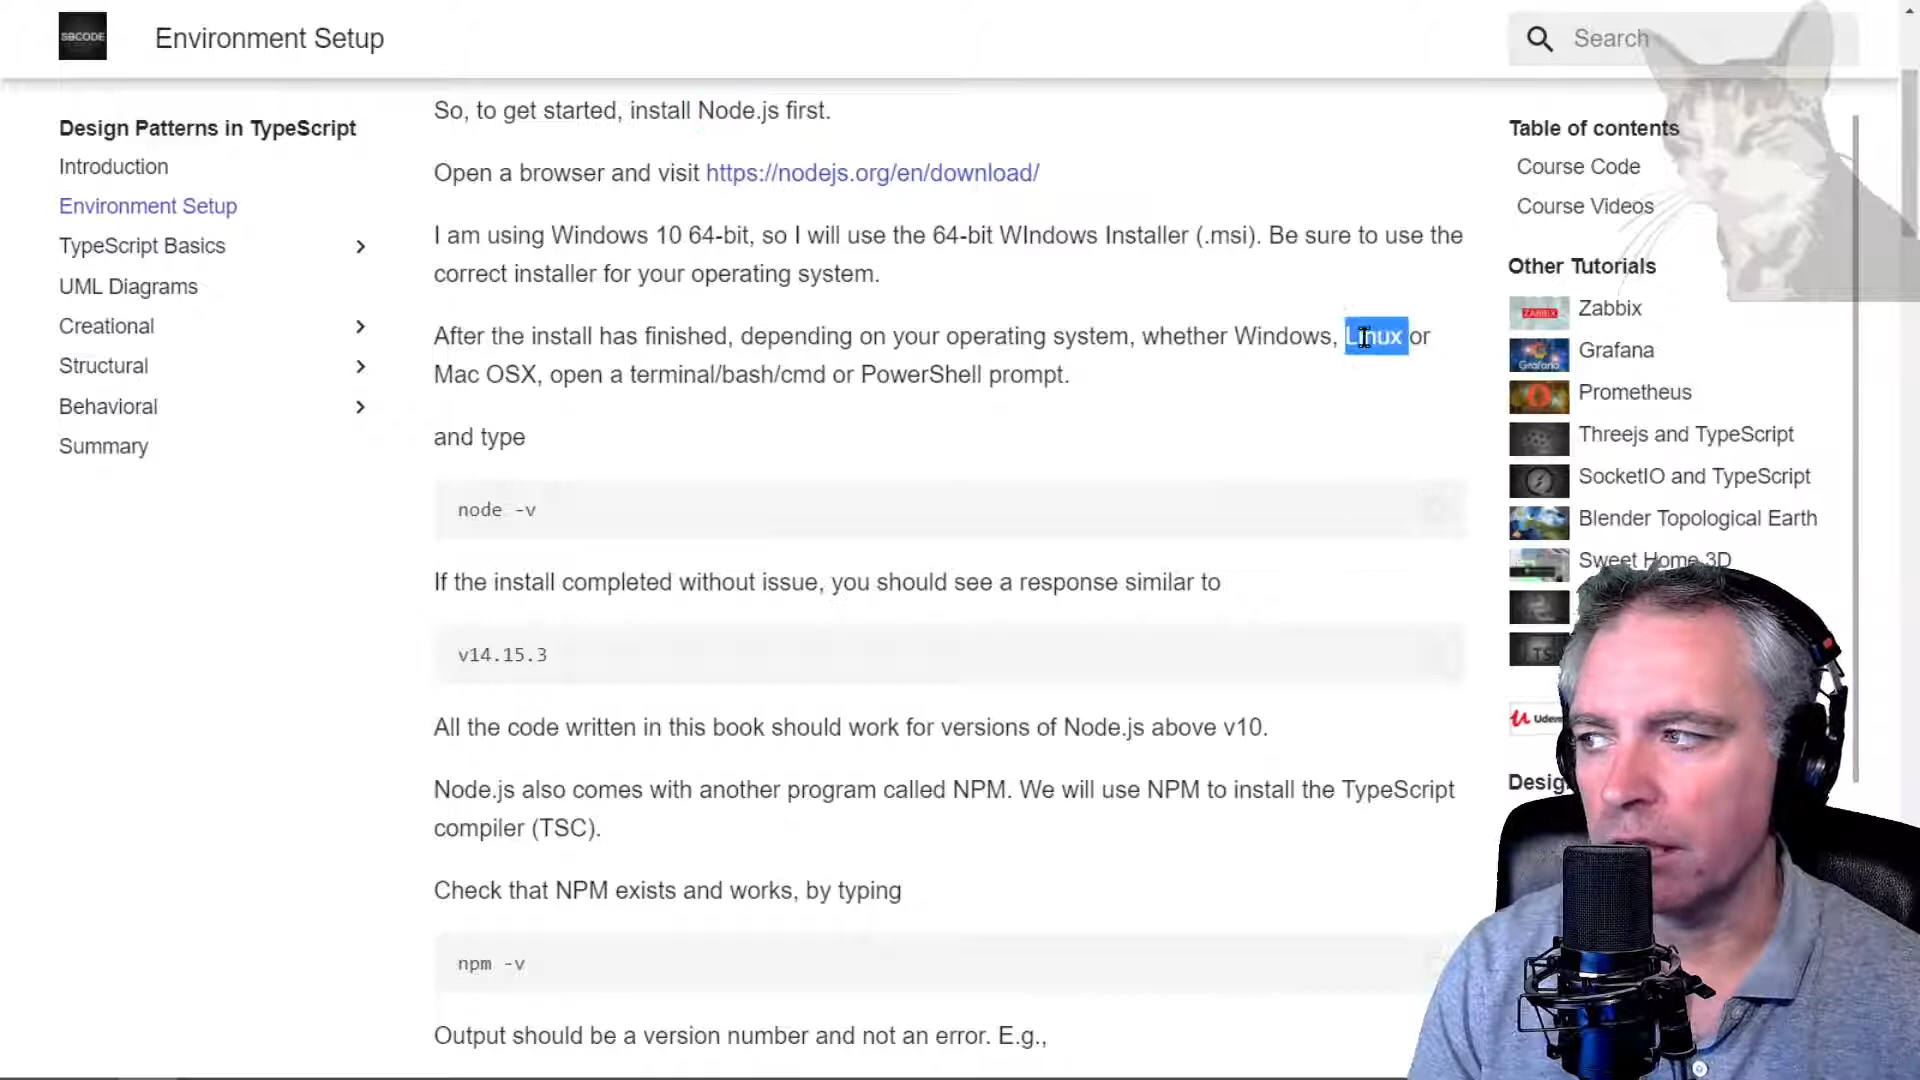 SBCODE
Environment Setup
Search
Design Patterns in TypeScript
Introduction
Environment Setup
TypeScript Basics
UML Diagrams
Creational
Structural
Behavioral
Summary
So, to get started, install Node.js first.
Open a browser and visit https://nodejs.org/en/download/
I am using Windows 10 64-bit, so I will use the 64-bit WIndows Installer (.msi). Be sure to use the
correct installer for your operating system.
After the install has finished, depending on your operating system, whether Windows, Linux or
Mac OSX, open a terminal/bash/cmd or PowerShell prompt.
and type
node -v
If the install completed without issue, you should see a response similar to
v14.15.3
All the code written in this book should work for versions of Node.js above v10.
Node.js also comes with another program called NPM. We will use NPM to install the TypeScript
compiler (TSC).
Check that NPM exists and works, by typing
npm -v
Output should be a version number and not an error. E.g.,
Table of contents
Course Code
Course Videos
Other Tutorials
ZABBIX
Zabbix
Grafana
Grafana
Prometheus
Threejs and TypeScript
SocketIO and TypeScript
Blender Topological Earth
Sweet Home 3D
TS